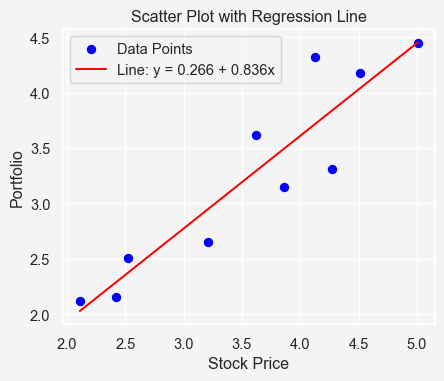 Scatter Plot with Regression Line
Data Points
Line: y = 0.266 + 0.836x
4.5
4.0
3.5
3.0
2.5
2.0
Portfolio
2.0 2.5 3.0 3.5 4.0 4.5 5.0
Stock Price